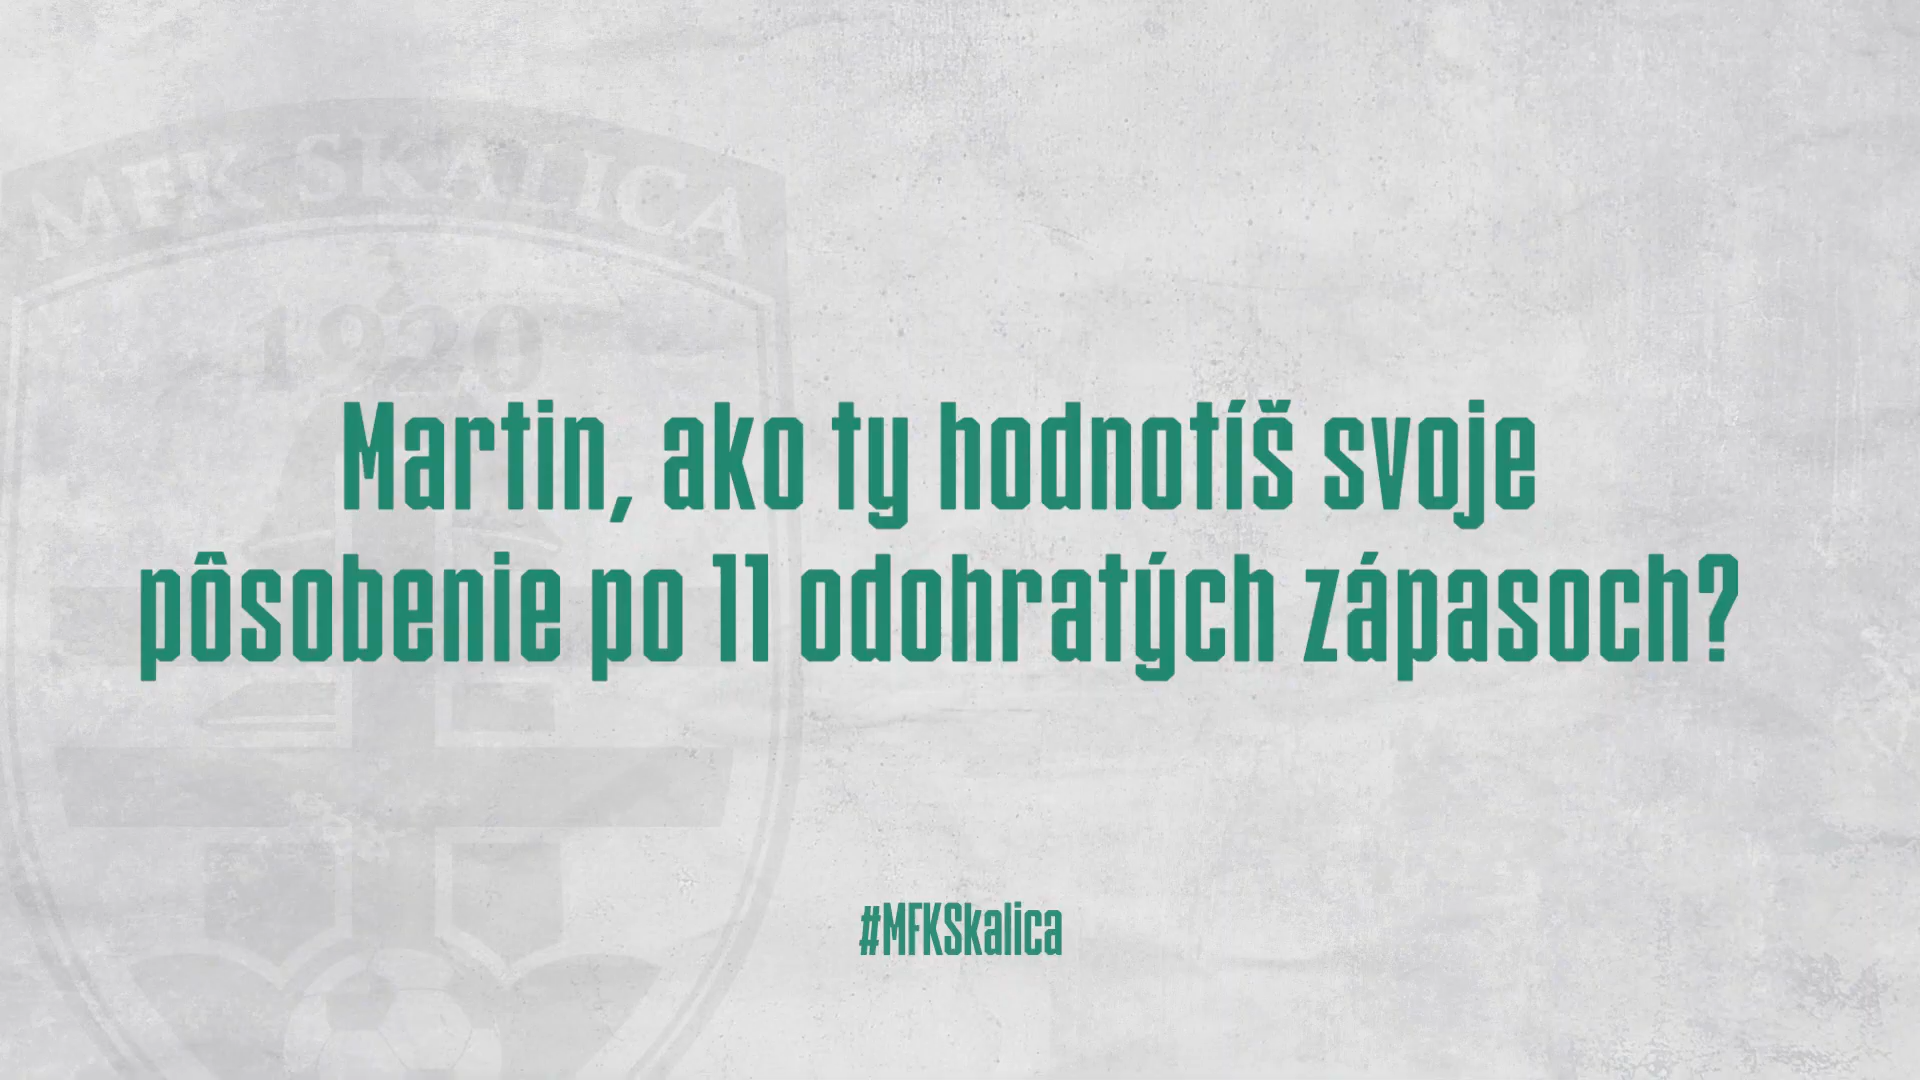 MFK SKALICA
1920
Martin, ako ty hodnotíš svoje
pôsobenie po 11 odohratých zápasoch?
#MFKSkalica